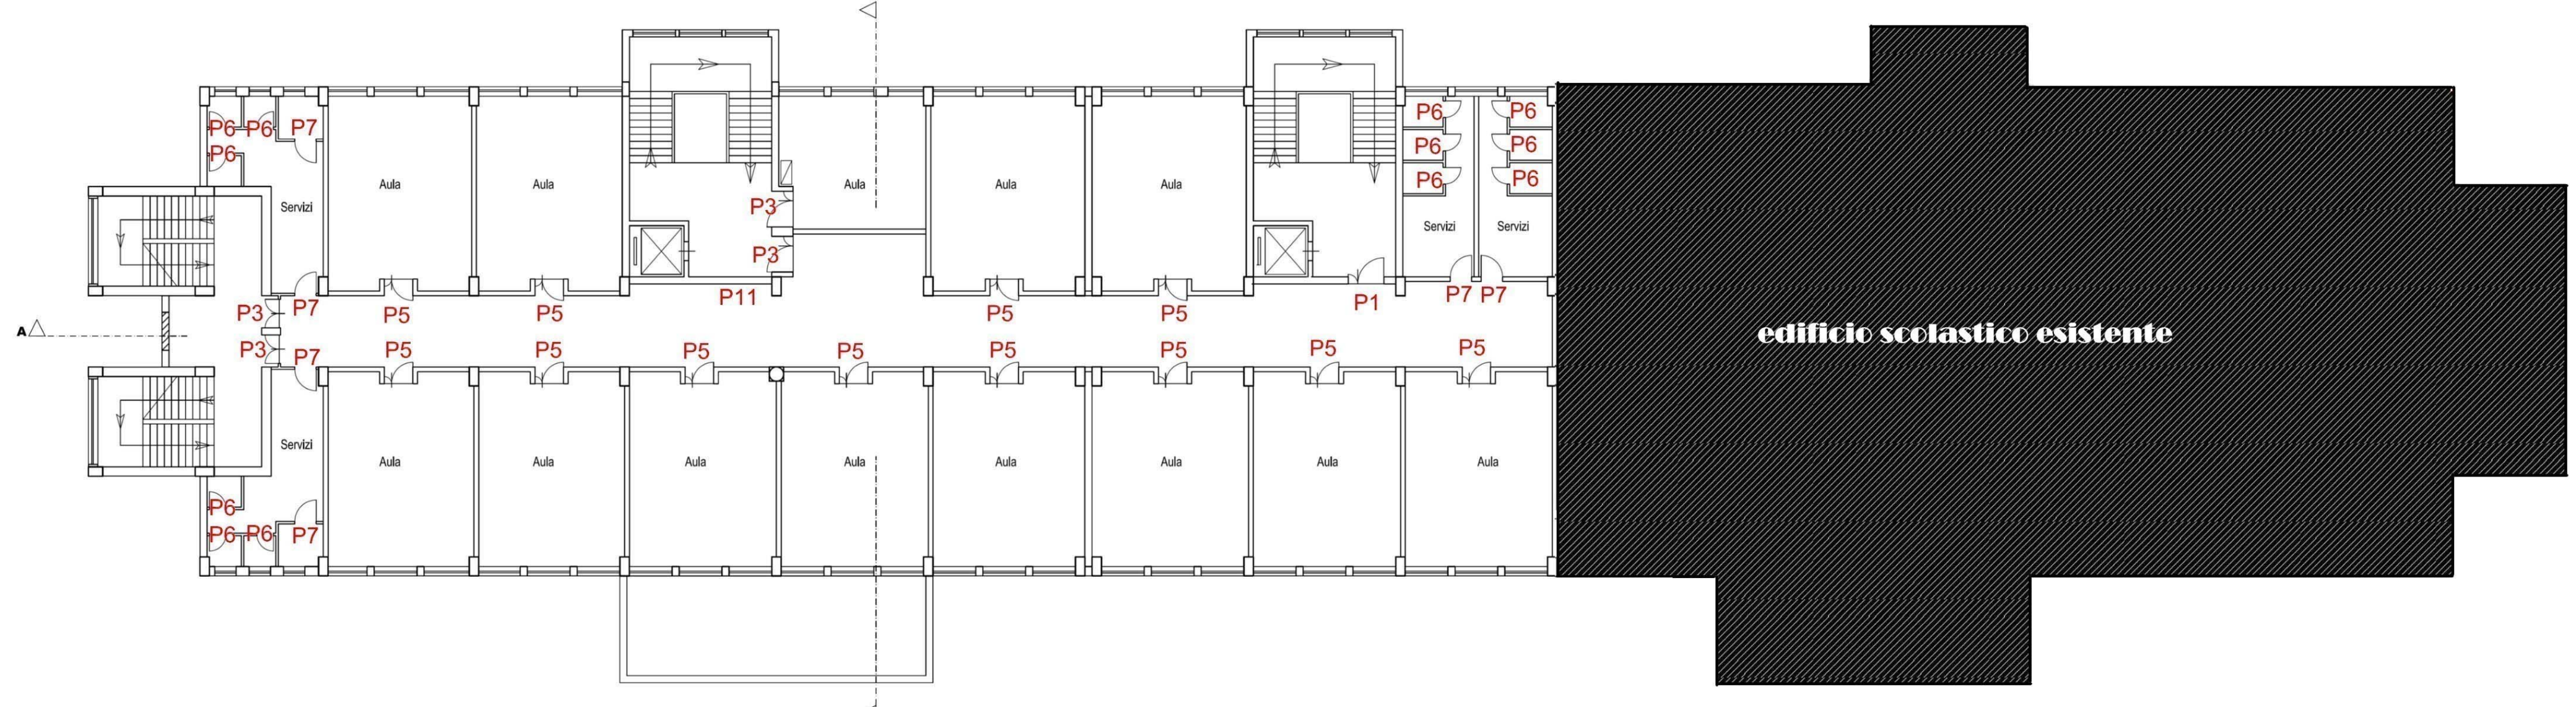 P6 P6 P7 P6 P6
P6 P6
P6
Aula Aula Aula Aula Aula P6 P6
Servizi P3
Servizi Servizi
P3
P3 P7 P11 P1 P7 P7
P5 P5 P5 P5
A edificio scolastico esistente
P3 P7 P5 P5 P5 P5 P5 P5 P5 P5
Servizi
Aula Aula Aula Aula Aula Aula Aula Aula
P6
P6 P6 P7